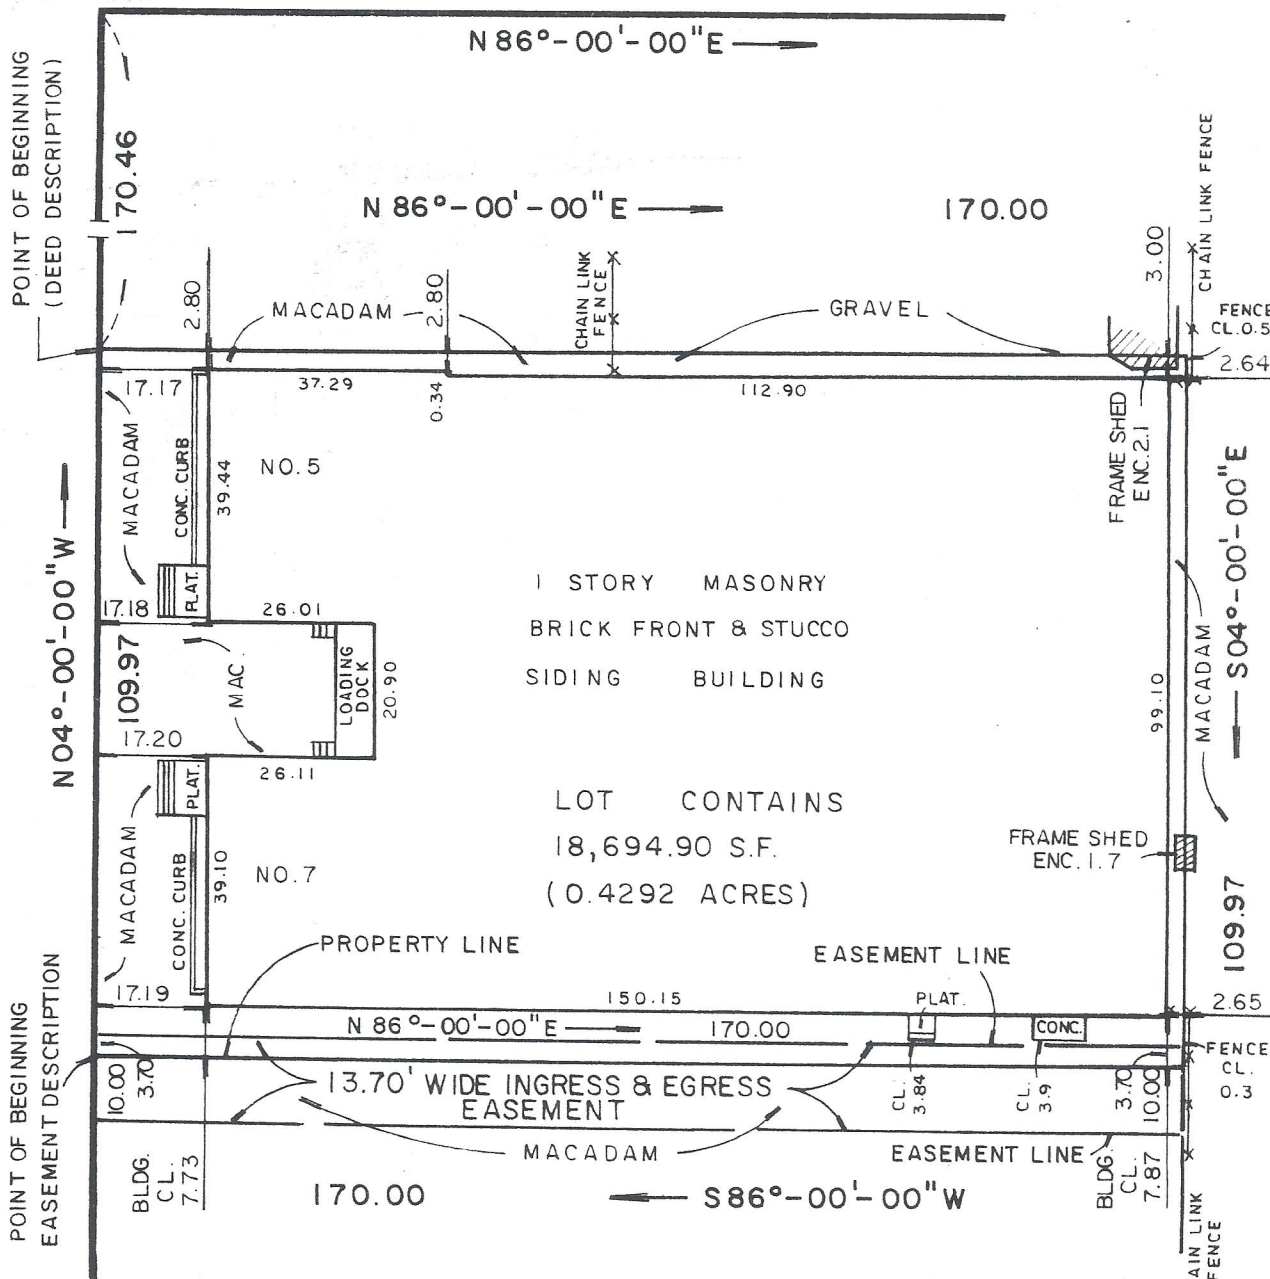 N 86°-00'-00"E
POINT OF BEGINNING
(DEED DESCRIPTION)
170.46
N 86°-00'-00"E
170.00
CHAIN LINK FENCE
3.00
2.80
MACADAM
2.80
CHAIN LINK
FENCE
GRAVEL
FENCE
CL.0.5
2.64
17.17
37.29
0.34
112.90
MACADAM
CONC. CURB
39.44
NO.5
FRAME SHED
ENC.2.1
N04°-00'-00"W
109.97
S04°-00'-00"E
109.97
PLAT.
17.18
26.01
1 STORY MASONRY
BRICK FRONT & STUCCO
SIDING BUILDING
MAC.
LOADING
DOCK
20.90
99.10
MACADAM
17.20
26.11
PLAT.
LOT CONTAINS
18,694.90 S.F.
(0.4292 ACRES)
FRAME SHED
ENC.1.7
MACADAM
CONC. CURB
39.10
NO.7
PROPERTY LINE
EASEMENT LINE
17.19
150.15
PLAT.
2.65
N 86°-00'-00"E
170.00
CONC.
POINT OF BEGINNING
EASEMENT DESCRIPTION
10.00
3.70
13.70' WIDE INGRESS & EGRESS
EASEMENT
CL.
3.84
CL.
3.9
3.70
10.00
FENCE
CL.
0.3
MACADAM
EASEMENT LINE
BLDG.
CL.
7.73
BLDG.
CL.
7.87
170.00
S86°-00'-00"W
AIN LINK
FENCE